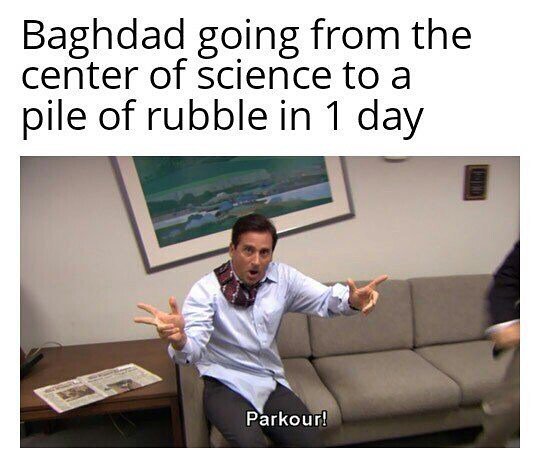 Baghdad going from the
center of science to a
pile of rubble in 1 day
Parkour!